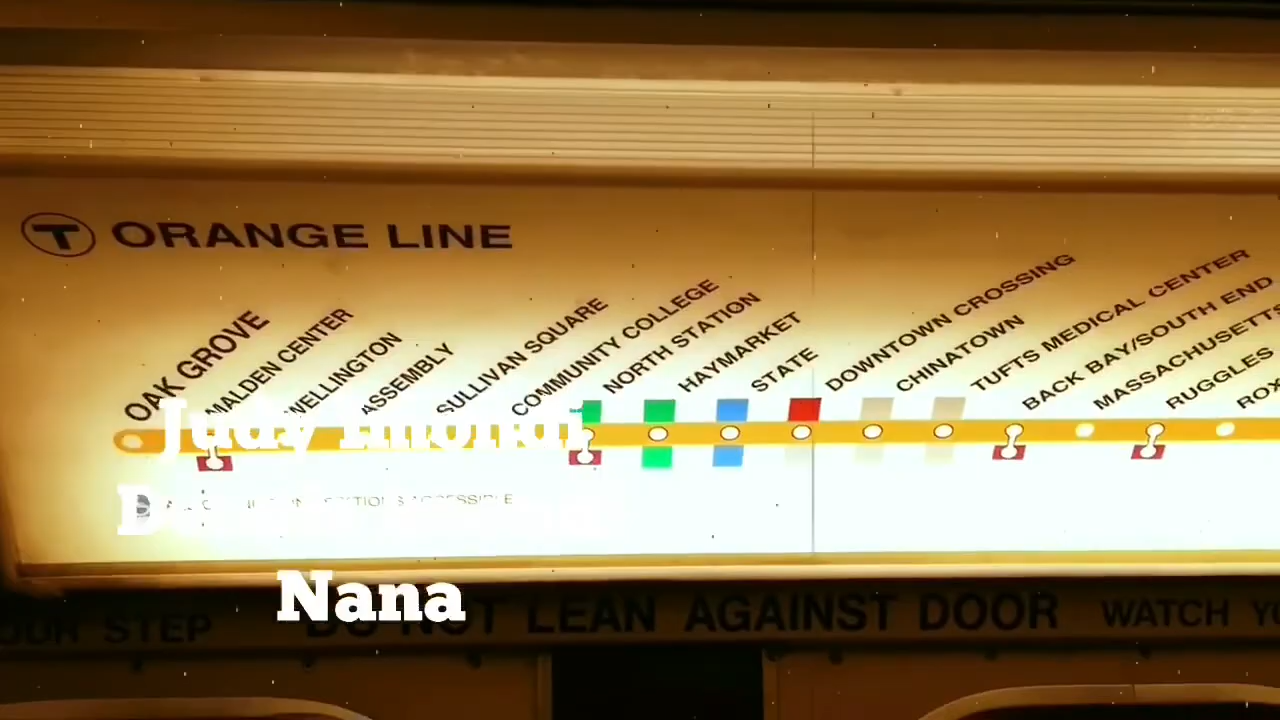 T ORANGE LINE
OAK GROVE
MALDEN CENTER
WELLINGTON
ASSEMBLY
SULLIVAN SQUARE
COMMUNITY COLLEGE
NORTH STATION
HAYMARKET
STATE
DOWNTOWN CROSSING
CHINATOWN
TUFTS MEDICAL CENTER
BACK BAY/SOUTH END
MASSACHUSETTS
RUGGLES
Judy
Nana
STEP
DO NOT LEAN AGAINST DOOR
WATCH